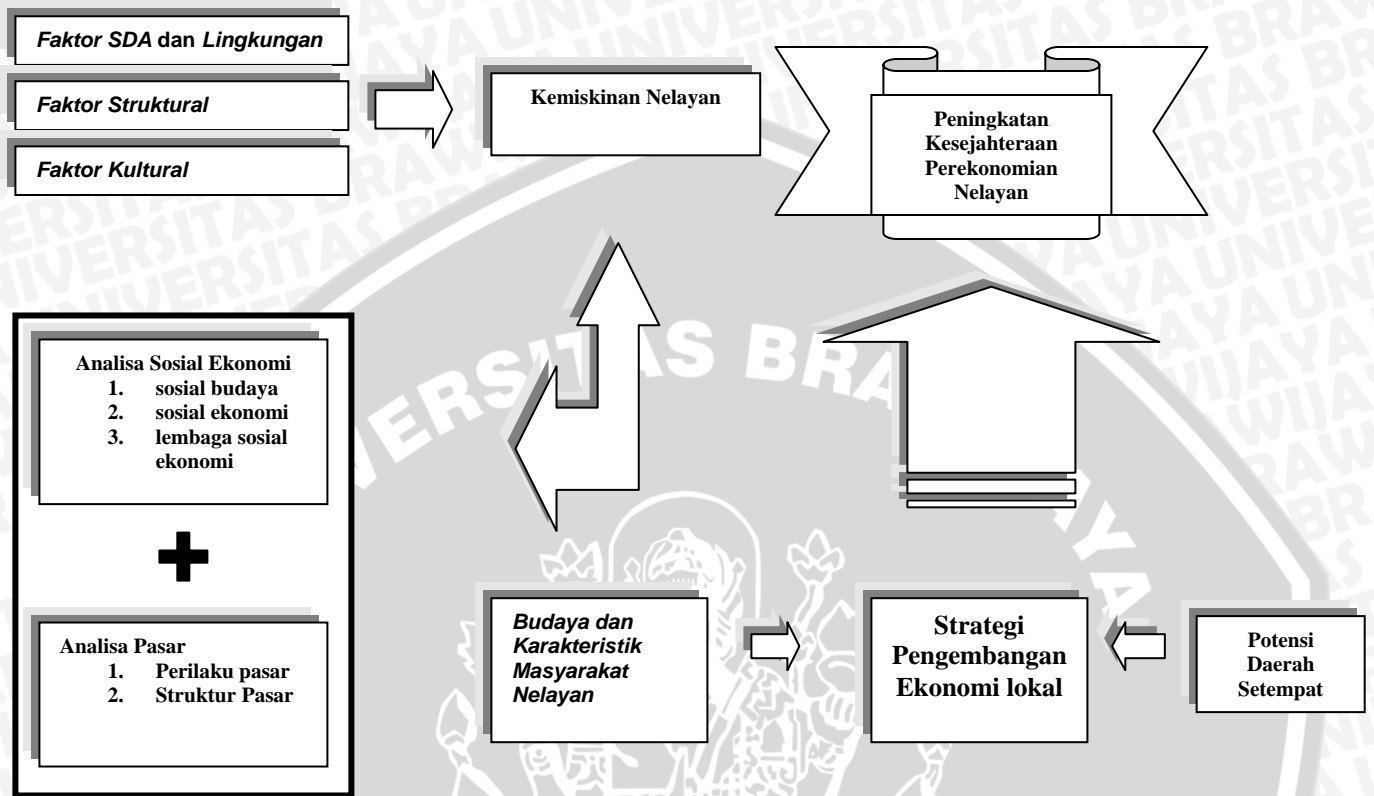 Faktor SDA dan Lingkungan
Faktor Struktural
Faktor Kultural
Kemiskinan Nelayan
Peningkatan
Kesejahteraan
Perekonomian
Nelayan
Analisa Sosial Ekonomi
1. sosial budaya
2. sosial ekonomi
3. lembaga sosial
ekonomi
Analisa Pasar
1. Perilaku pasar
2. Struktur Pasar
Budaya dan
Karakteristik
Masyarakat
Nelayan
Strategi
Pengembangan
Ekonomi lokal
Potensi
Daerah
Setempat